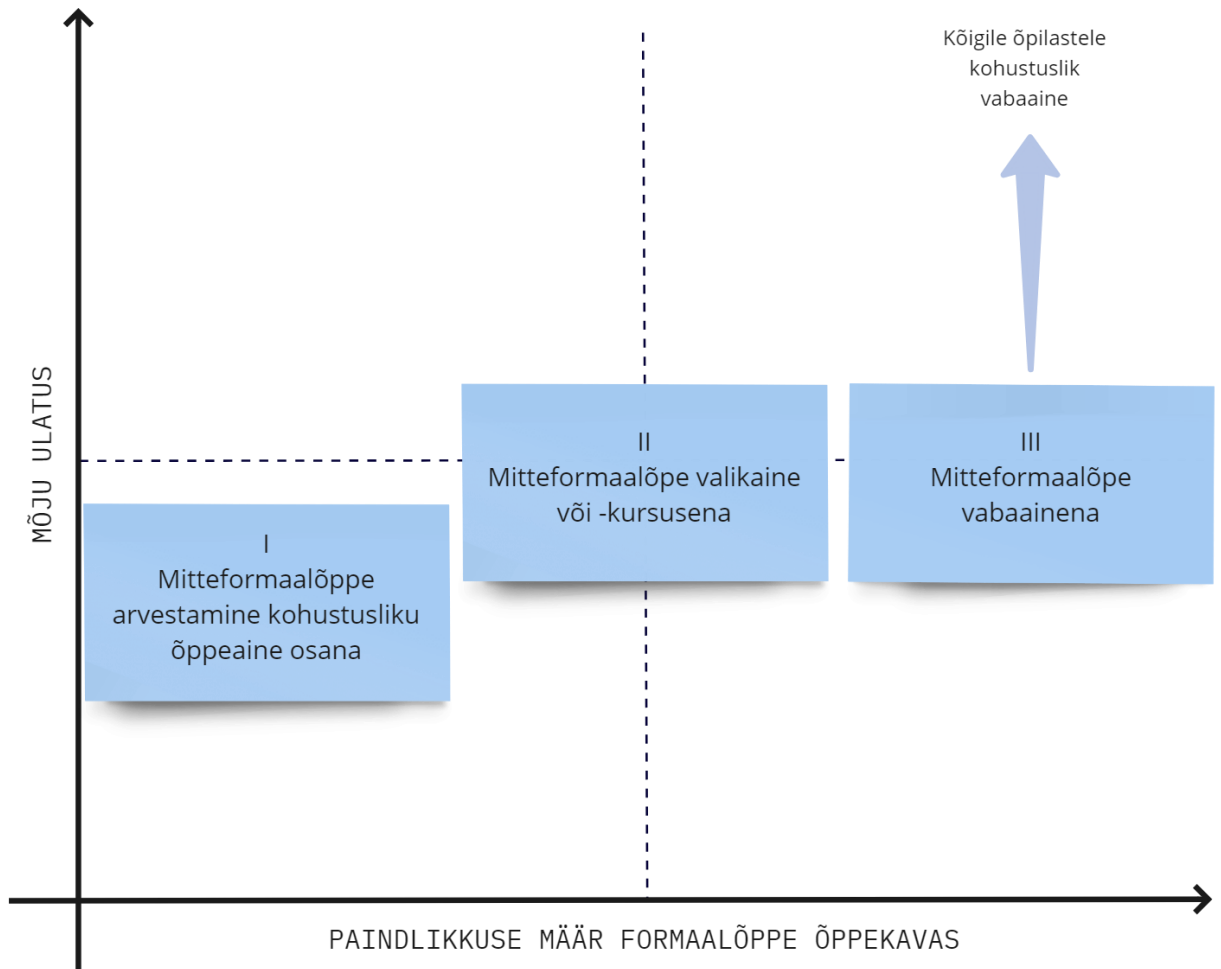 Kõigile õpilastele
kohustuslik
vabaaine
MÕJU ULATUS
I
Mitteformaalõppe
arvestamine kohustusliku
õppeaine osana
II
Mitteformaalõpe valikaine
või -kursusena
III
Mitteformaalõpe
vabaainena
PAINDLIKKUSE MÄÄR FORMAALÕPPE ÕPPEKAVAS